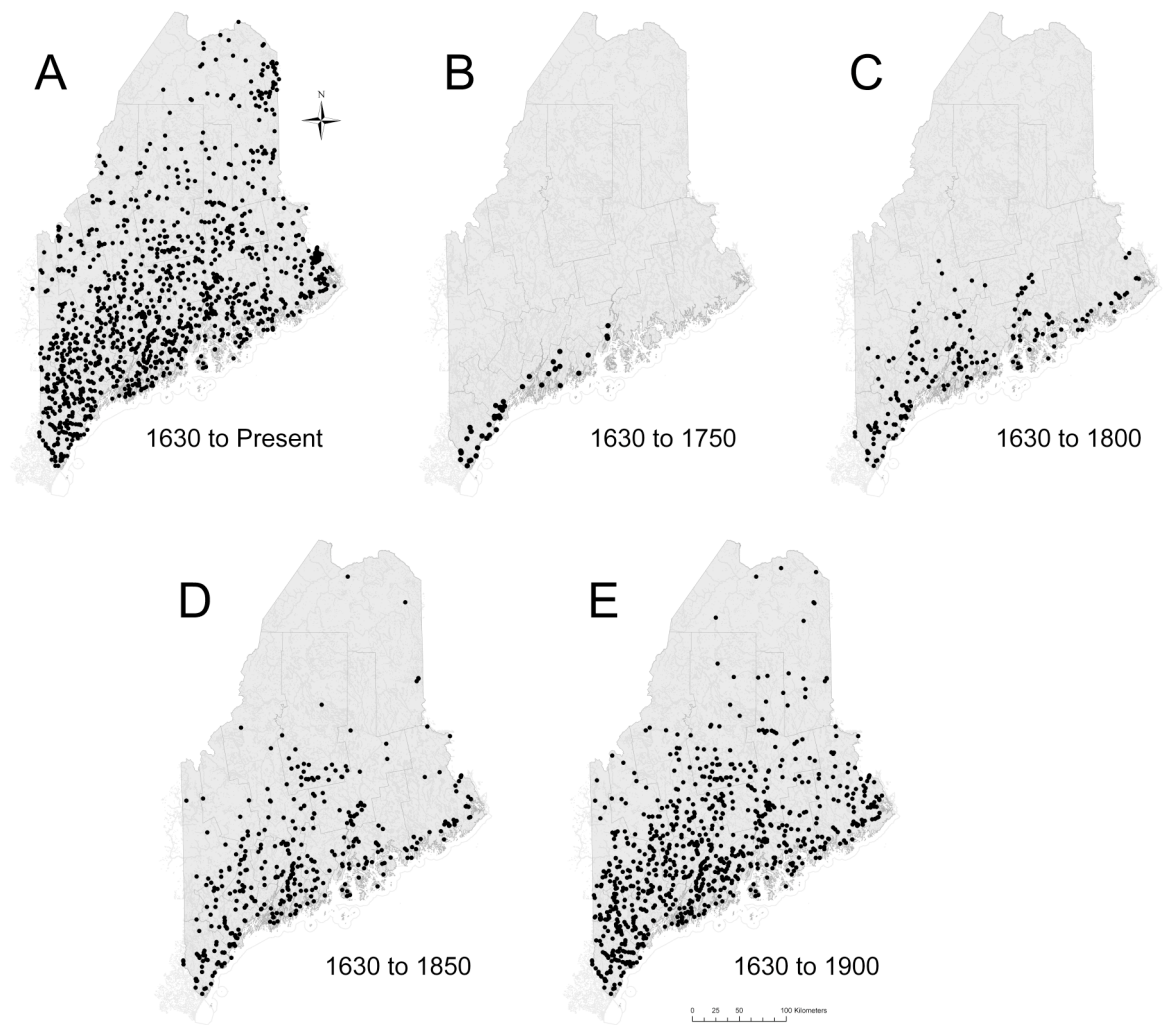 A
B
C
N
1630 to Present
1630 to 1750
1630 to 1800
D
E
1630 to 1850
1630 to 1900
0 25 50 100 Kilometers